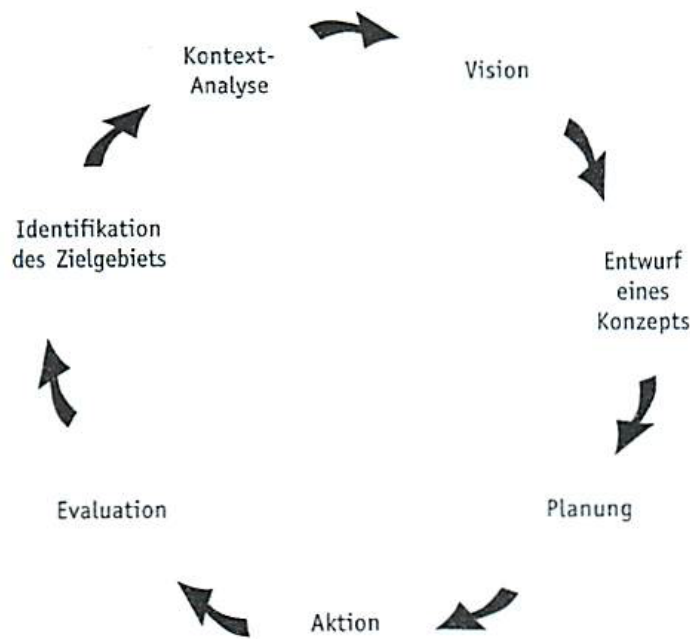 Kontext-
Analyse
Vision
Identifikation
des Zielgebiets
Entwurf
eines
Konzepts
Evaluation
Planung
Aktion